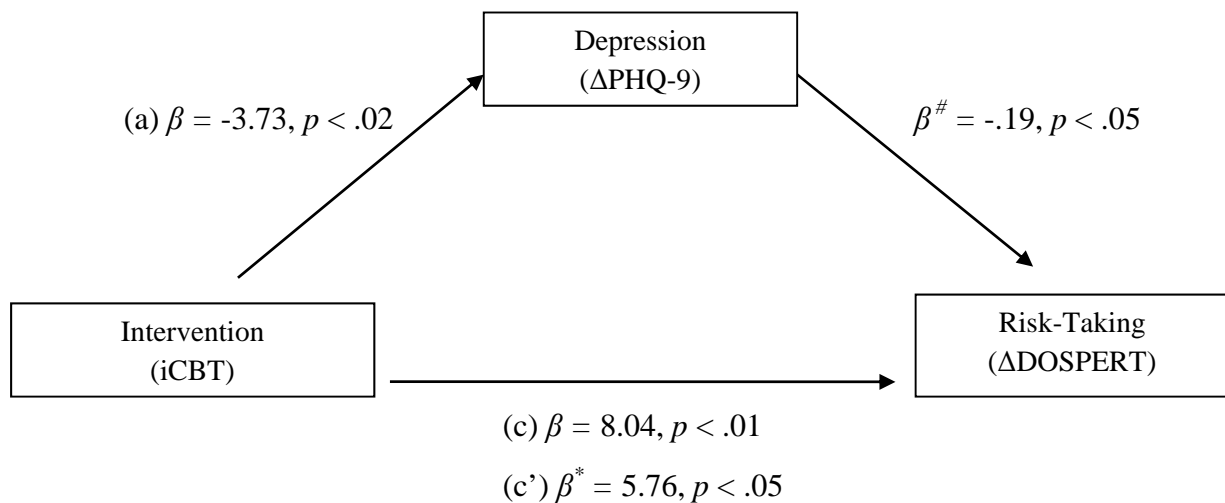 Depression
(ΔPHQ-9)
(a) β = -3.73, p < .02
β# = -.19, p < .05
Intervention
(iCBT)
Risk-Taking
(ΔDOSPERT)
(c) β = 8.04, p < .01
(c’) β* = 5.76, p < .05